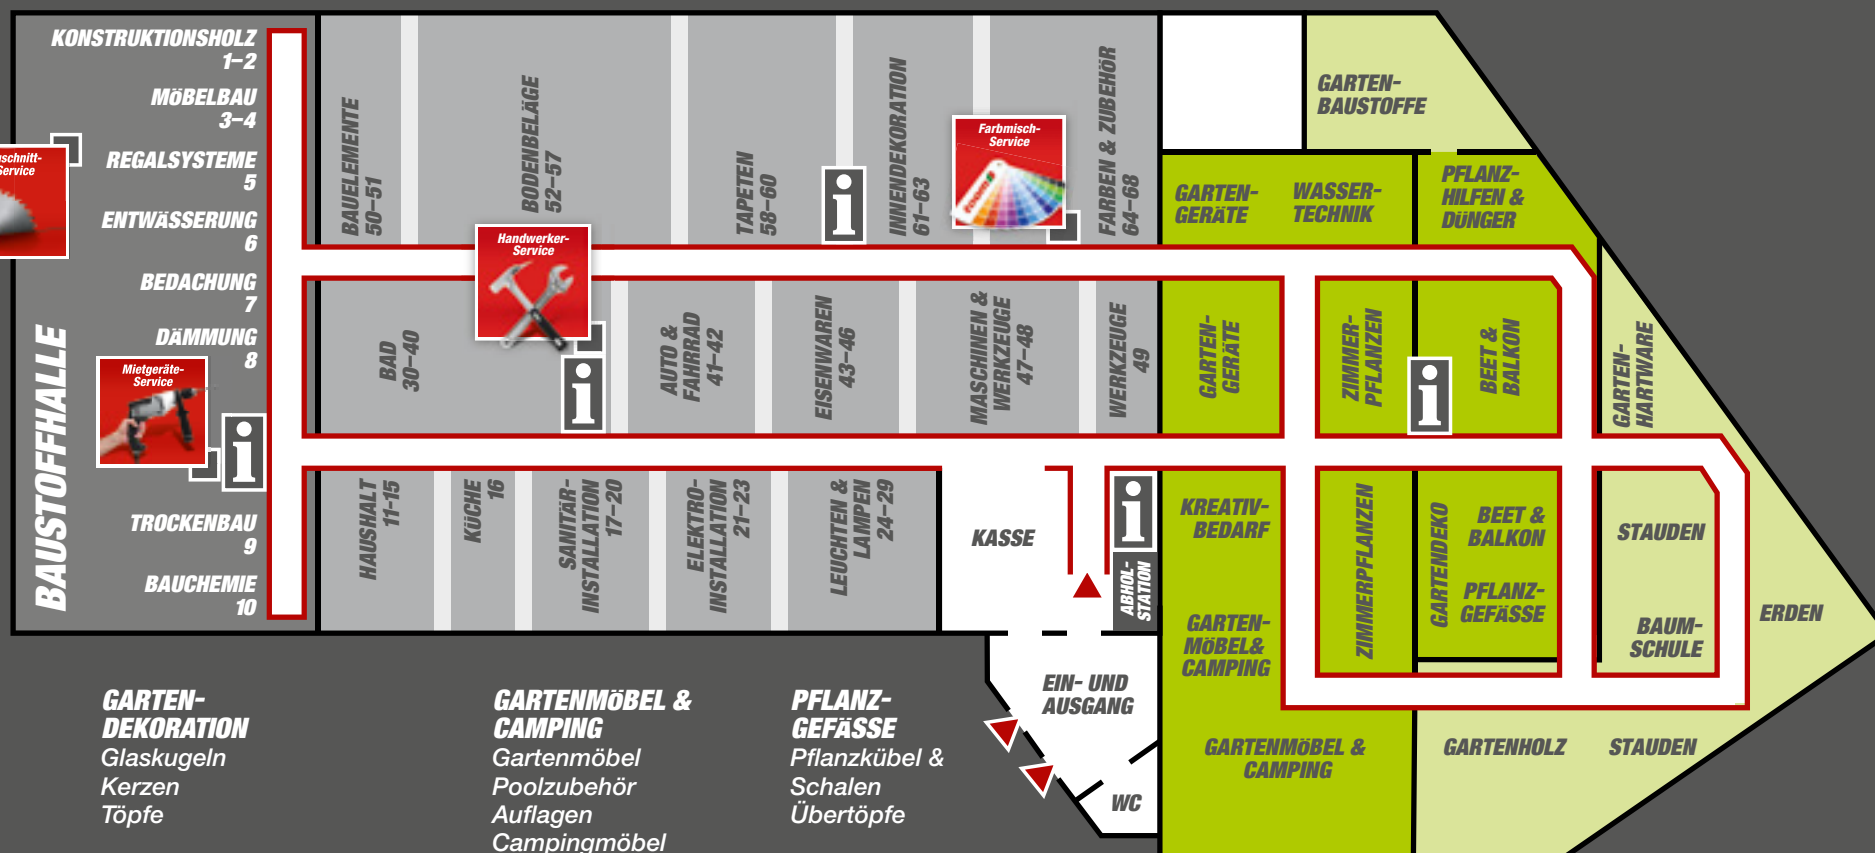 KONSTRUKTIONSHOLZ
1–2
MÖBELBAU
3–4
REGALSYSTEME
5
ENTWÄSSERUNG
6
BEDACHUNG
7
DÄMMUNG
8
TROCKENBAU
9
BAUCHEMIE
10
BAUSTOFFHALLE
Mietgeräte-
Service
i
BAUELEMENTE
50–51
BODENBELÄGE
52–57
TAPETEN
58–60
i
INNENDEKORATION
61–63
Farbmisch-
Service
FARBEN & ZUBEHÖR
64–68
Handwerker-
Service
BAD
30–40
i
AUTO &
FAHRRAD
41–42
EISENWAREN
43–46
MASCHINEN &
WERKZEUGE
47–48
WERKZEUGE
49
HAUSHALT
11-15
KÜCHE
16
SANITÄR-
INSTALLATION
17–20
ELEKTRO-
INSTALLATION
21–23
LEUCHTEN &
LAMPEN
24–29
KASSE
i
ABHOL-
STATION
EIN- UND
AUSGANG
WC
GARTEN-
BAUSTOFFE
GARTEN-
GERÄTE
WASSER-
TECHNIK
PFLANZ-
HILFEN &
DÜNGER
GARTEN-
GERÄTE
ZIMMER-
PFLANZEN
i
BEET &
BALKON
GARTEN-
HARTWARE
KREATIV-
BEDARF
GARTEN-
MÖBEL&
CAMPING
ZIMMERPFLANZEN
GARTENDEKO
BEET &
BALKON
PFLANZ-
GEFÄSSE
STAUDEN
BAUM-
SCHULE
ERDEN
GARTENMÖBEL &
CAMPING
GARTENHOLZ
STAUDEN
GARTEN-
DEKORATION
Glaskugeln
Kerzen
Töpfe
GARTENMÖBEL &
CAMPING
Gartenmöbel
Poolzubehör
Auflagen
Campingmöbel
PFLANZ-
GEFÄSSE
Pflanzkübel &
Schalen
Übertöpfe